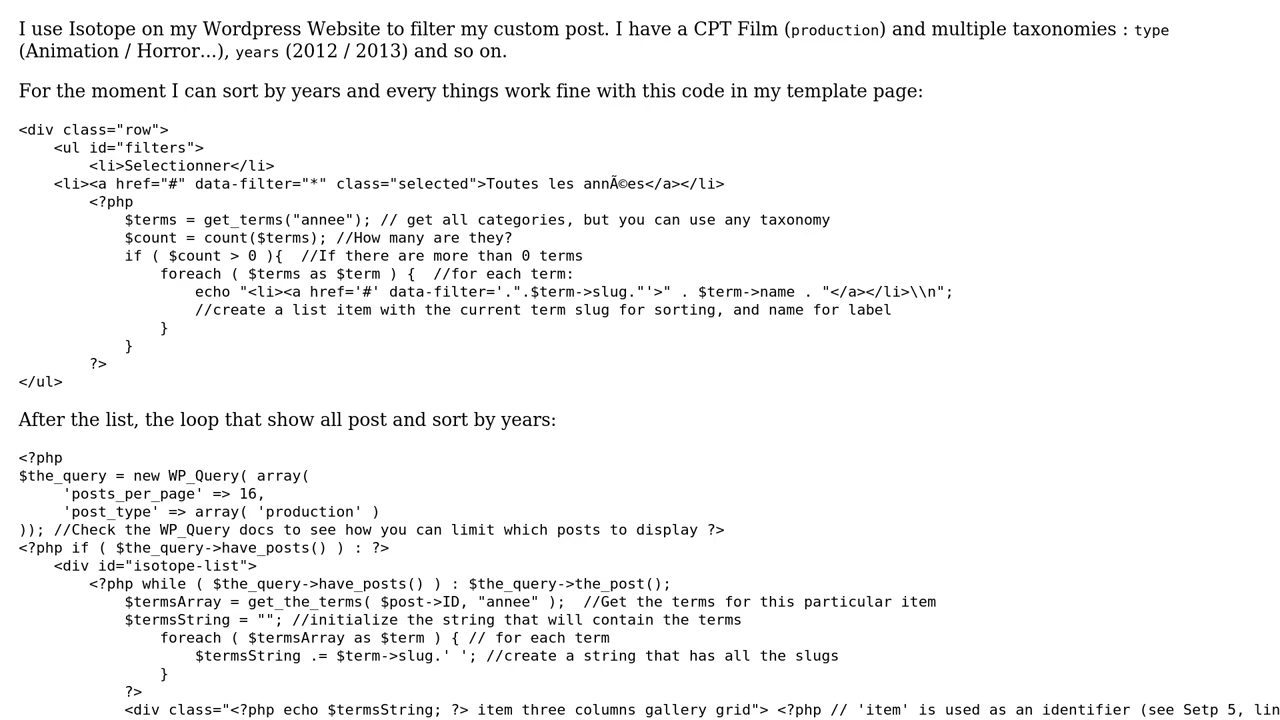 I use Isotope on my Wordpress Website to filter my custom post. I have a CPT Film (production) and multiple taxonomies : type
(Animation / Horror...), years (2012 / 2013) and so on.
For the moment I can sort by years and every things work fine with this code in my template page:
<div class="row">
    <ul id="filters">
        <li>Selectionner</li>
    <li><a href="#" data-filter="*" class="selected">Toutes les annÃ©es</a></li>
        <?php
            $terms = get_terms("annee"); // get all categories, but you can use any taxonomy
            $count = count($terms); //How many are they?
            if ( $count > 0 ){  //If there are more than 0 terms
                foreach ( $terms as $term ) {  //for each term:
                    echo "<li><a href='#' data-filter='.".$term->slug."'>" . $term->name . "</a></li>\\n";
                    //create a list item with the current term slug for sorting, and name for label
                }
            }
        ?>
</ul>
After the list, the loop that show all post and sort by years:
<?php
$the_query = new WP_Query( array(
     'posts_per_page' => 16,
     'post_type' => array( 'production' )
)); //Check the WP_Query docs to see how you can limit which posts to display ?>
<?php if ( $the_query->have_posts() ) : ?>
    <div id="isotope-list">
        <?php while ( $the_query->have_posts() ) : $the_query->the_post();
            $termsArray = get_the_terms( $post->ID, "annee" );  //Get the terms for this particular item
            $termsString = ""; //initialize the string that will contain the terms
                foreach ( $termsArray as $term ) { // for each term
                    $termsString .= $term->slug.' '; //create a string that has all the slugs
                }
            ?>
            <div class="<?php echo $termsString; ?> item three columns gallery grid"> <?php // 'item' is used as an identifier (see Setp 5, lin